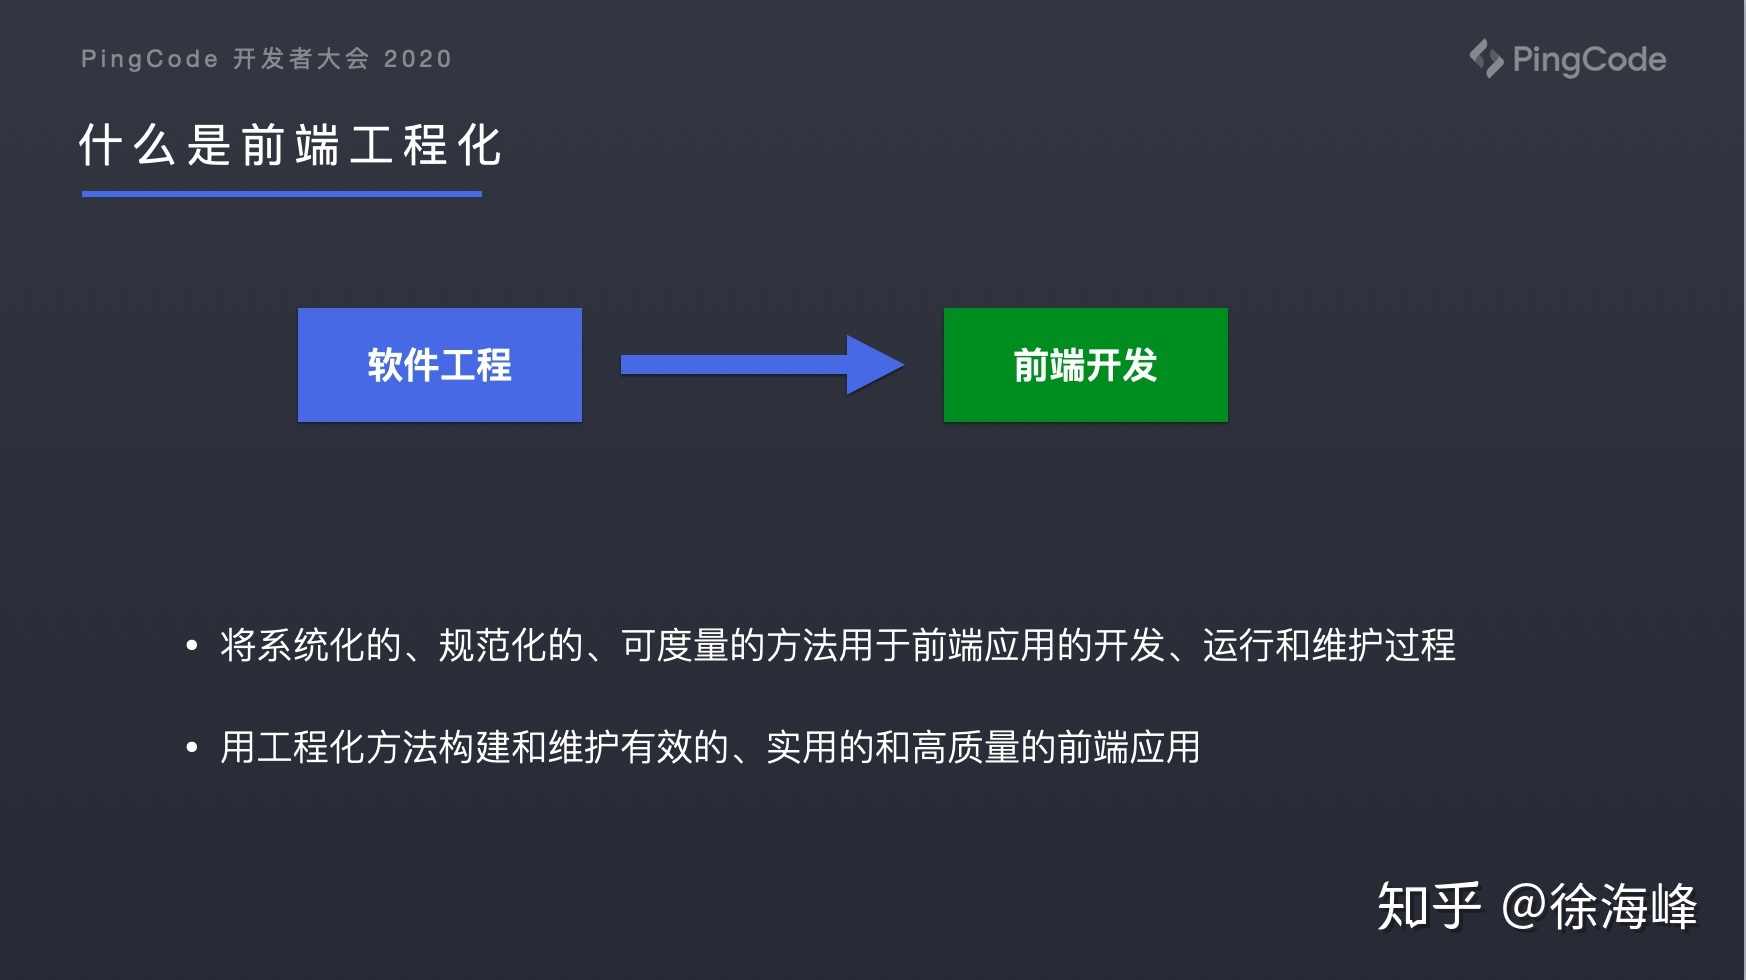 PingCode 开发者大会 2020
PingCode
什么是前端工程化
软件工程
前端开发
• 将系统化的、规范化的、可度量的方法用于前端应用的开发、运行和维护过程
• 用工程化方法构建和维护有效的、实用的和高质量的前端应用
知乎 @徐海峰